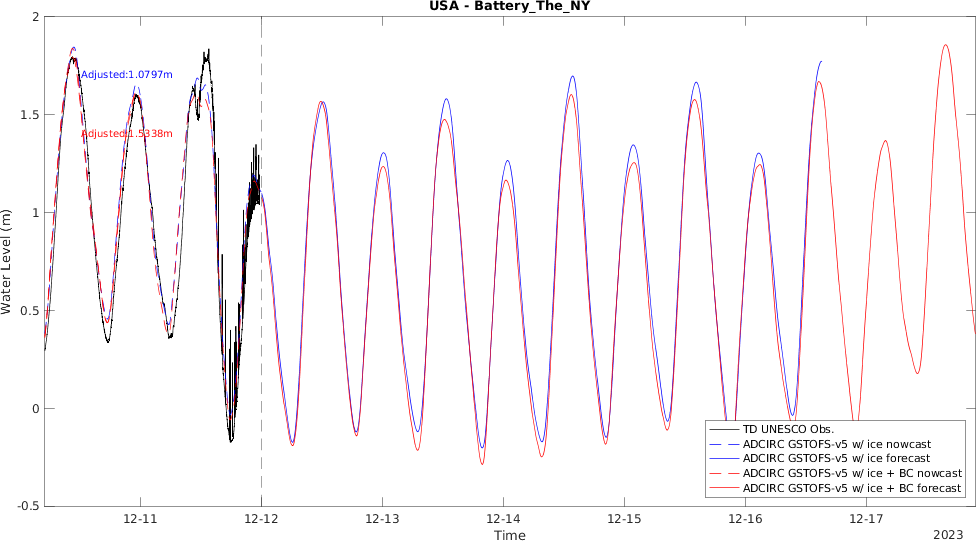 USA - Battery_The_NY
2
1.5
1
0.5
0
-0.5
Water Level (m)
Adjusted:1.0797m
Adjusted:1.5338m
TD UNESCO Obs.
ADCIRC GSTOFS-v5 w/ ice nowcast
ADCIRC GSTOFS-v5 w/ ice forecast
ADCIRC GSTOFS-v5 w/ ice + BC nowcast
ADCIRC GSTOFS-v5 w/ ice + BC forecast
12-11 12-12 12-13 12-14 12-15 12-16 12-17
Time
2023